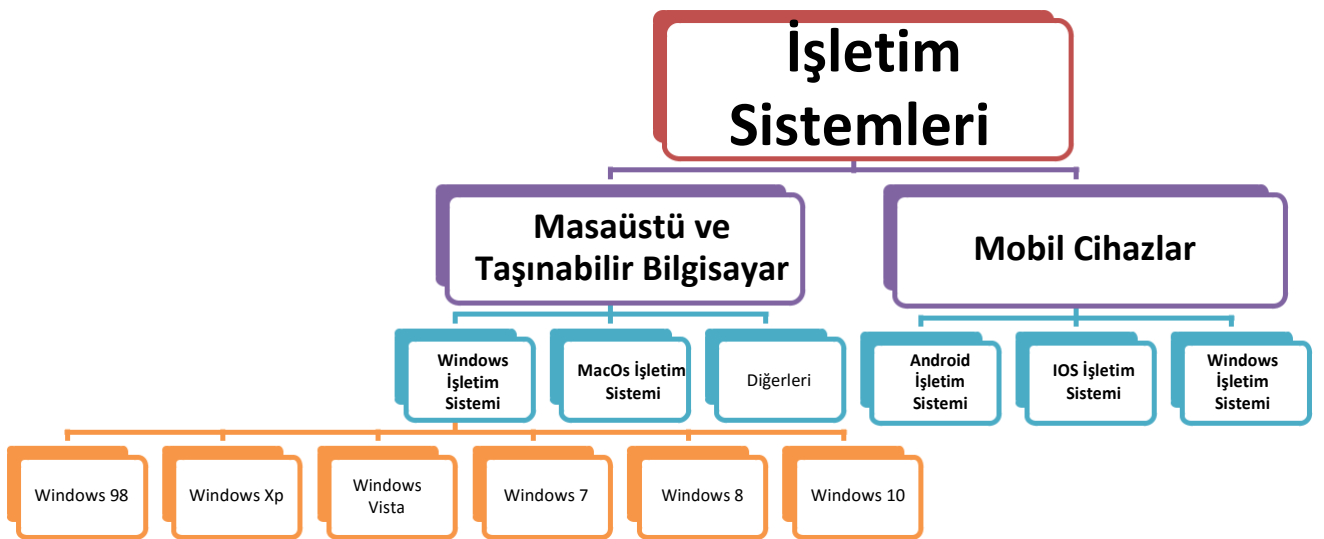 İşletim
Sistemleri
Masaüstü ve
Taşınabilir Bilgisayar
Mobil Cihazlar
Windows
İşletim
Sistemi
MacOs İşletim
Sistemi
Diğerleri
Android
İşletim
Sistemi
IOS İşletim
Sistemi
Windows
İşletim
Sistemi
Windows 98
Windows Xp
Windows
Vista
Windows 7
Windows 8
Windows 10